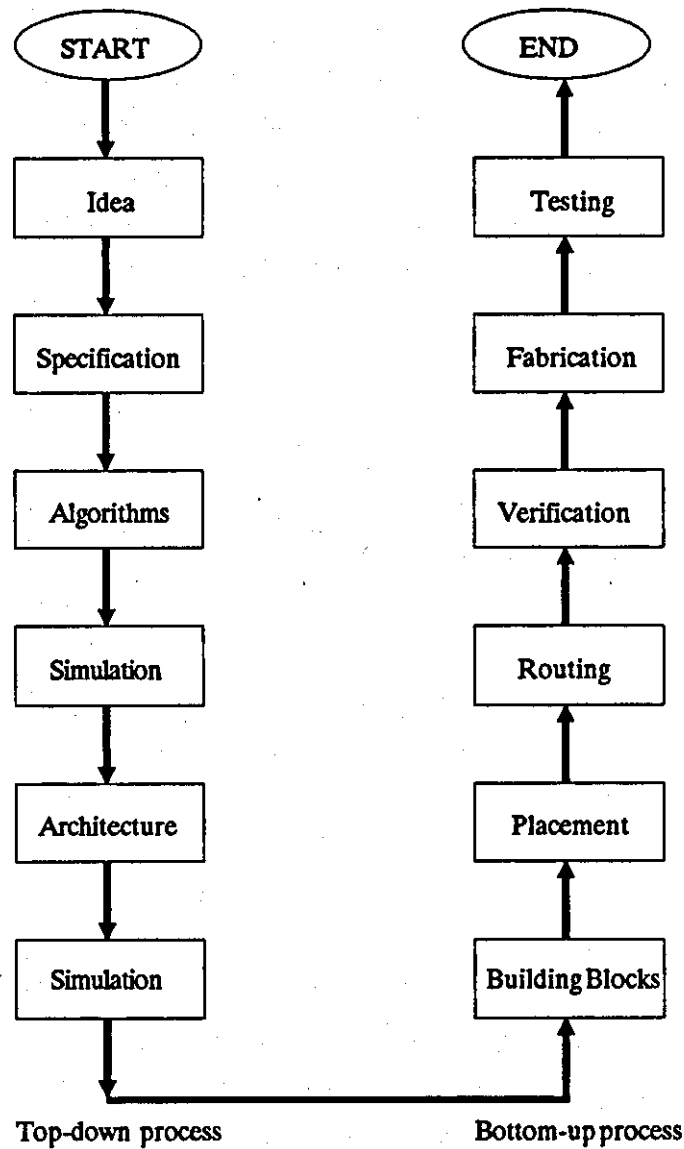 START
Idea
Specification
Algorithms
Simulation
Architecture
Simulation
Top-down process
END
Testing
Fabrication
Verification
Routing
Placement
Building Blocks
Bottom-up process